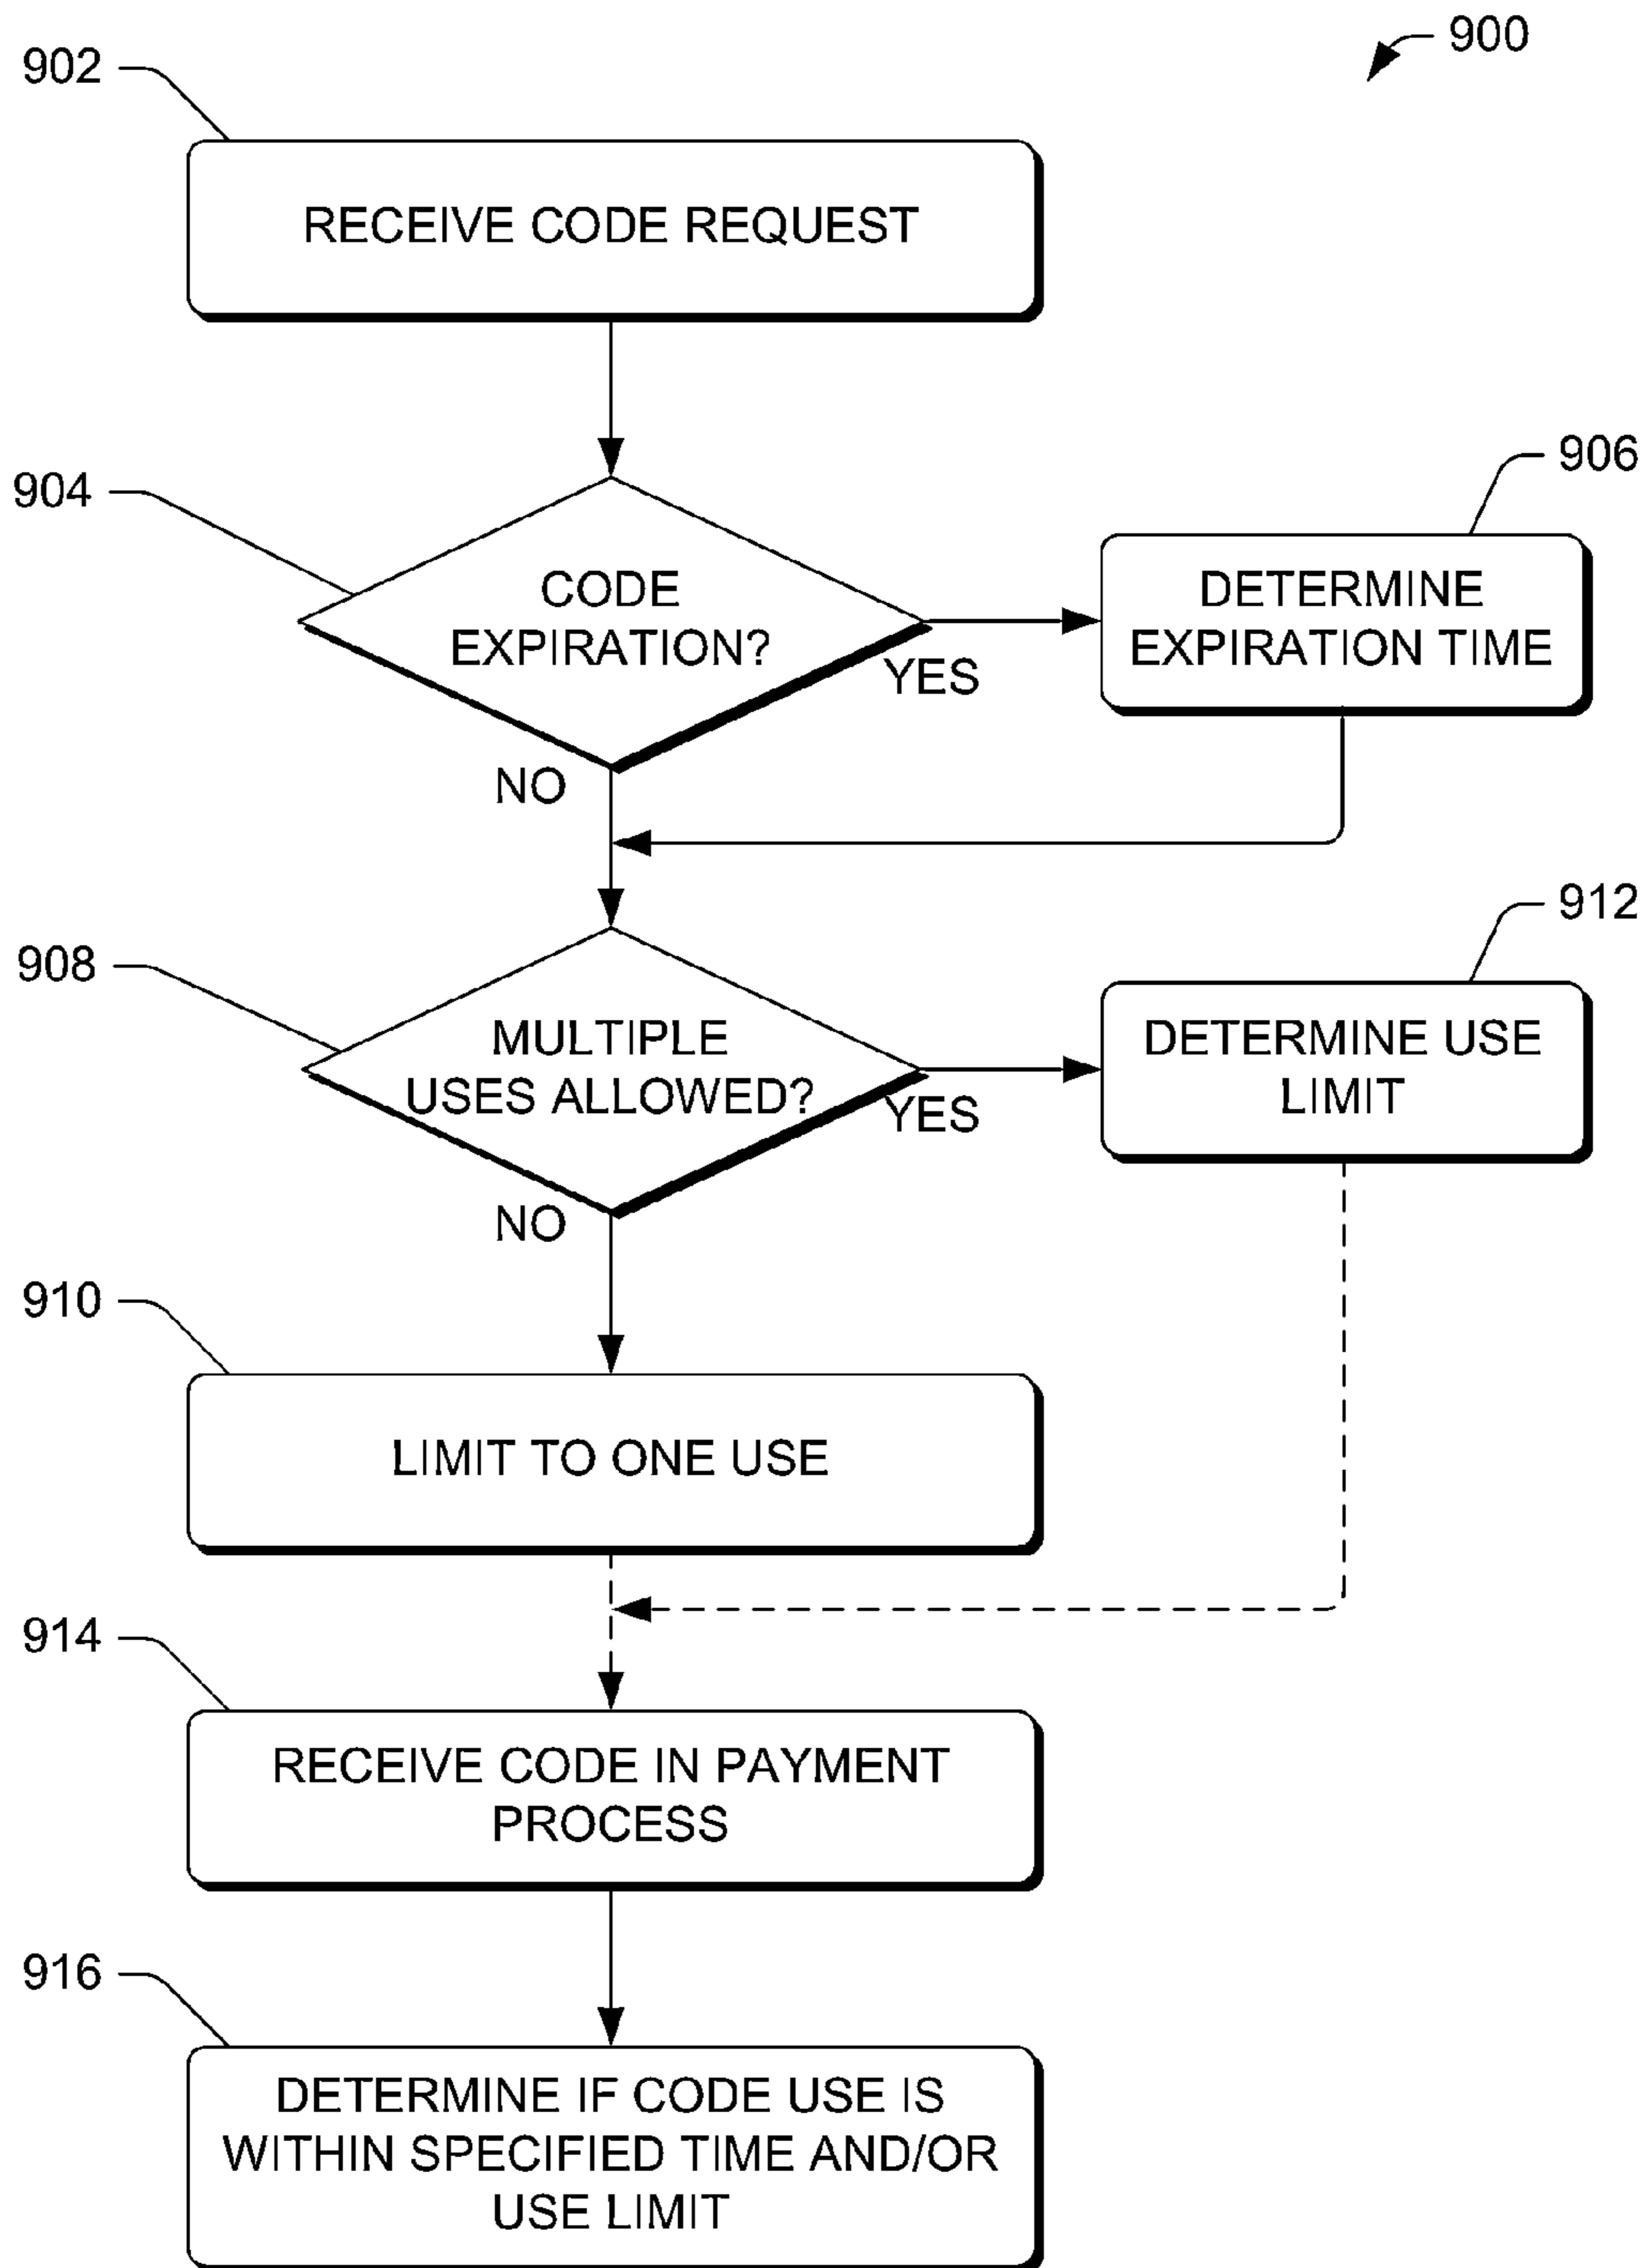 900
902
RECEIVE CODE REQUEST
904
CODE
EXPIRATION?
YES
NO
906
DETERMINE
EXPIRATION TIME
908
MULTIPLE
USES ALLOWED?
YES
NO
912
DETERMINE USE
LIMIT
910
LIMIT TO ONE USE
914
RECEIVE CODE IN PAYMENT
PROCESS
916
DETERMINE IF CODE USE IS
WITHIN SPECIFIED TIME AND/OR
USE LIMIT